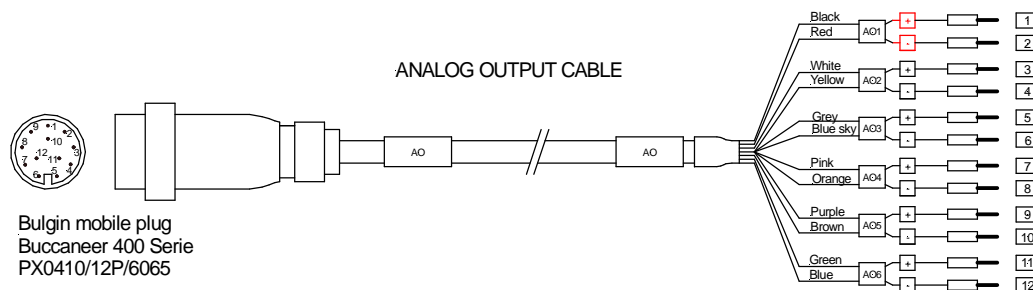 ANALOG OUTPUT CABLE
9 1 2
8 10 3
12 11
7 4
6 5
Bulgin mobile plug
Buccaneer 400 Serie
PX0410/12P/6065
AO AO
Black AO1 + 1
Red - 2
White AO2 + 3
Yellow - 4
Grey AO3 + 5
Blue sky - 6
Pink AO4 + 7
Orange - 8
Purple AO5 + 9
Brown - 10
Green AO6 + 11
Blue - 12